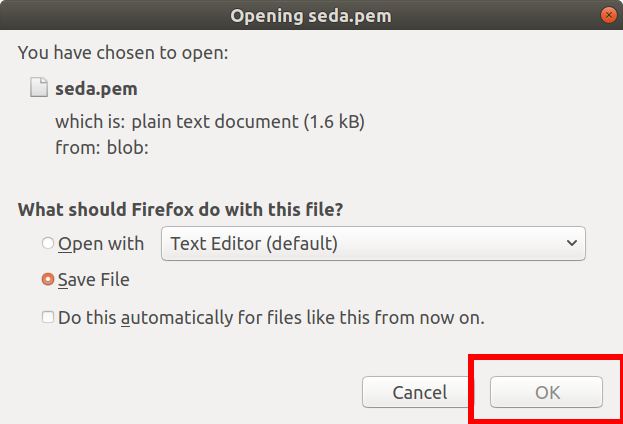 Opening seda.pem
You have chosen to open:
seda.pem
which is: plain text document (1.6 kB)
from: blob:
What should Firefox do with this file?
Open with Text Editor (default)
Save File
Do this automatically for files like this from now on.
Cancel OK